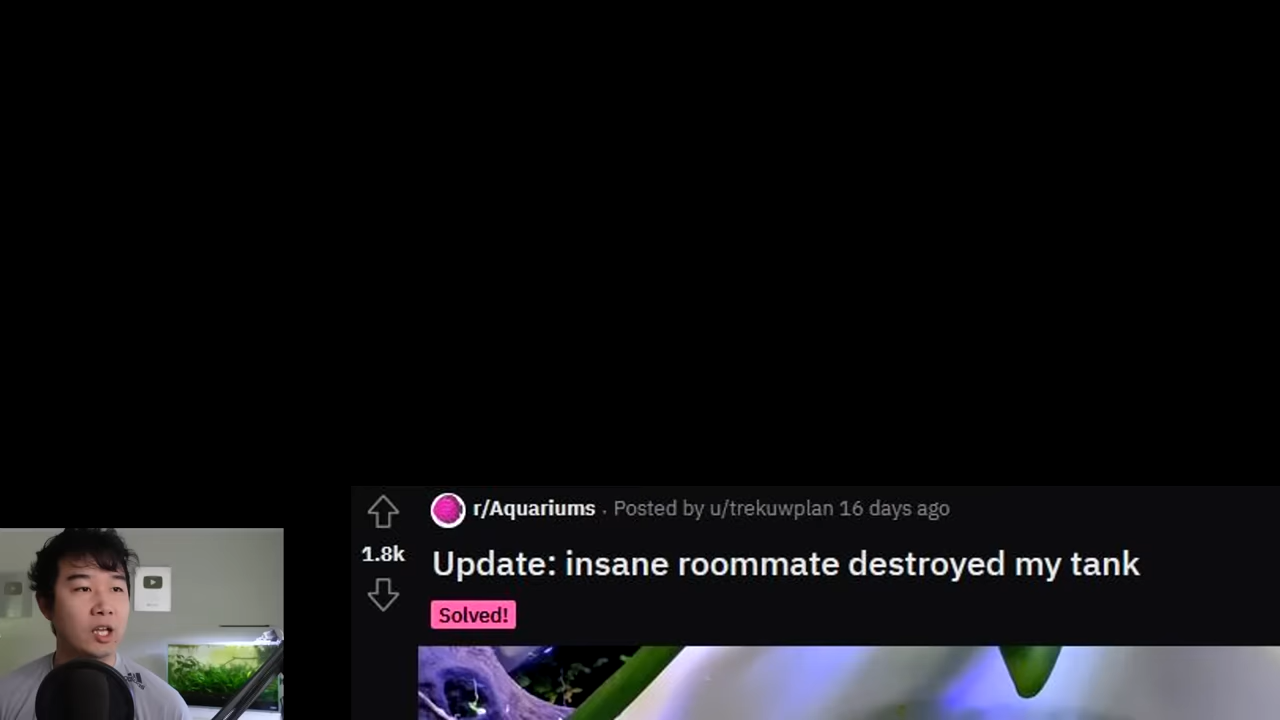 r/Aquariums · Posted by u/trekuwplan 16 days ago
1.8k
Update: insane roommate destroyed my tank
Solved!